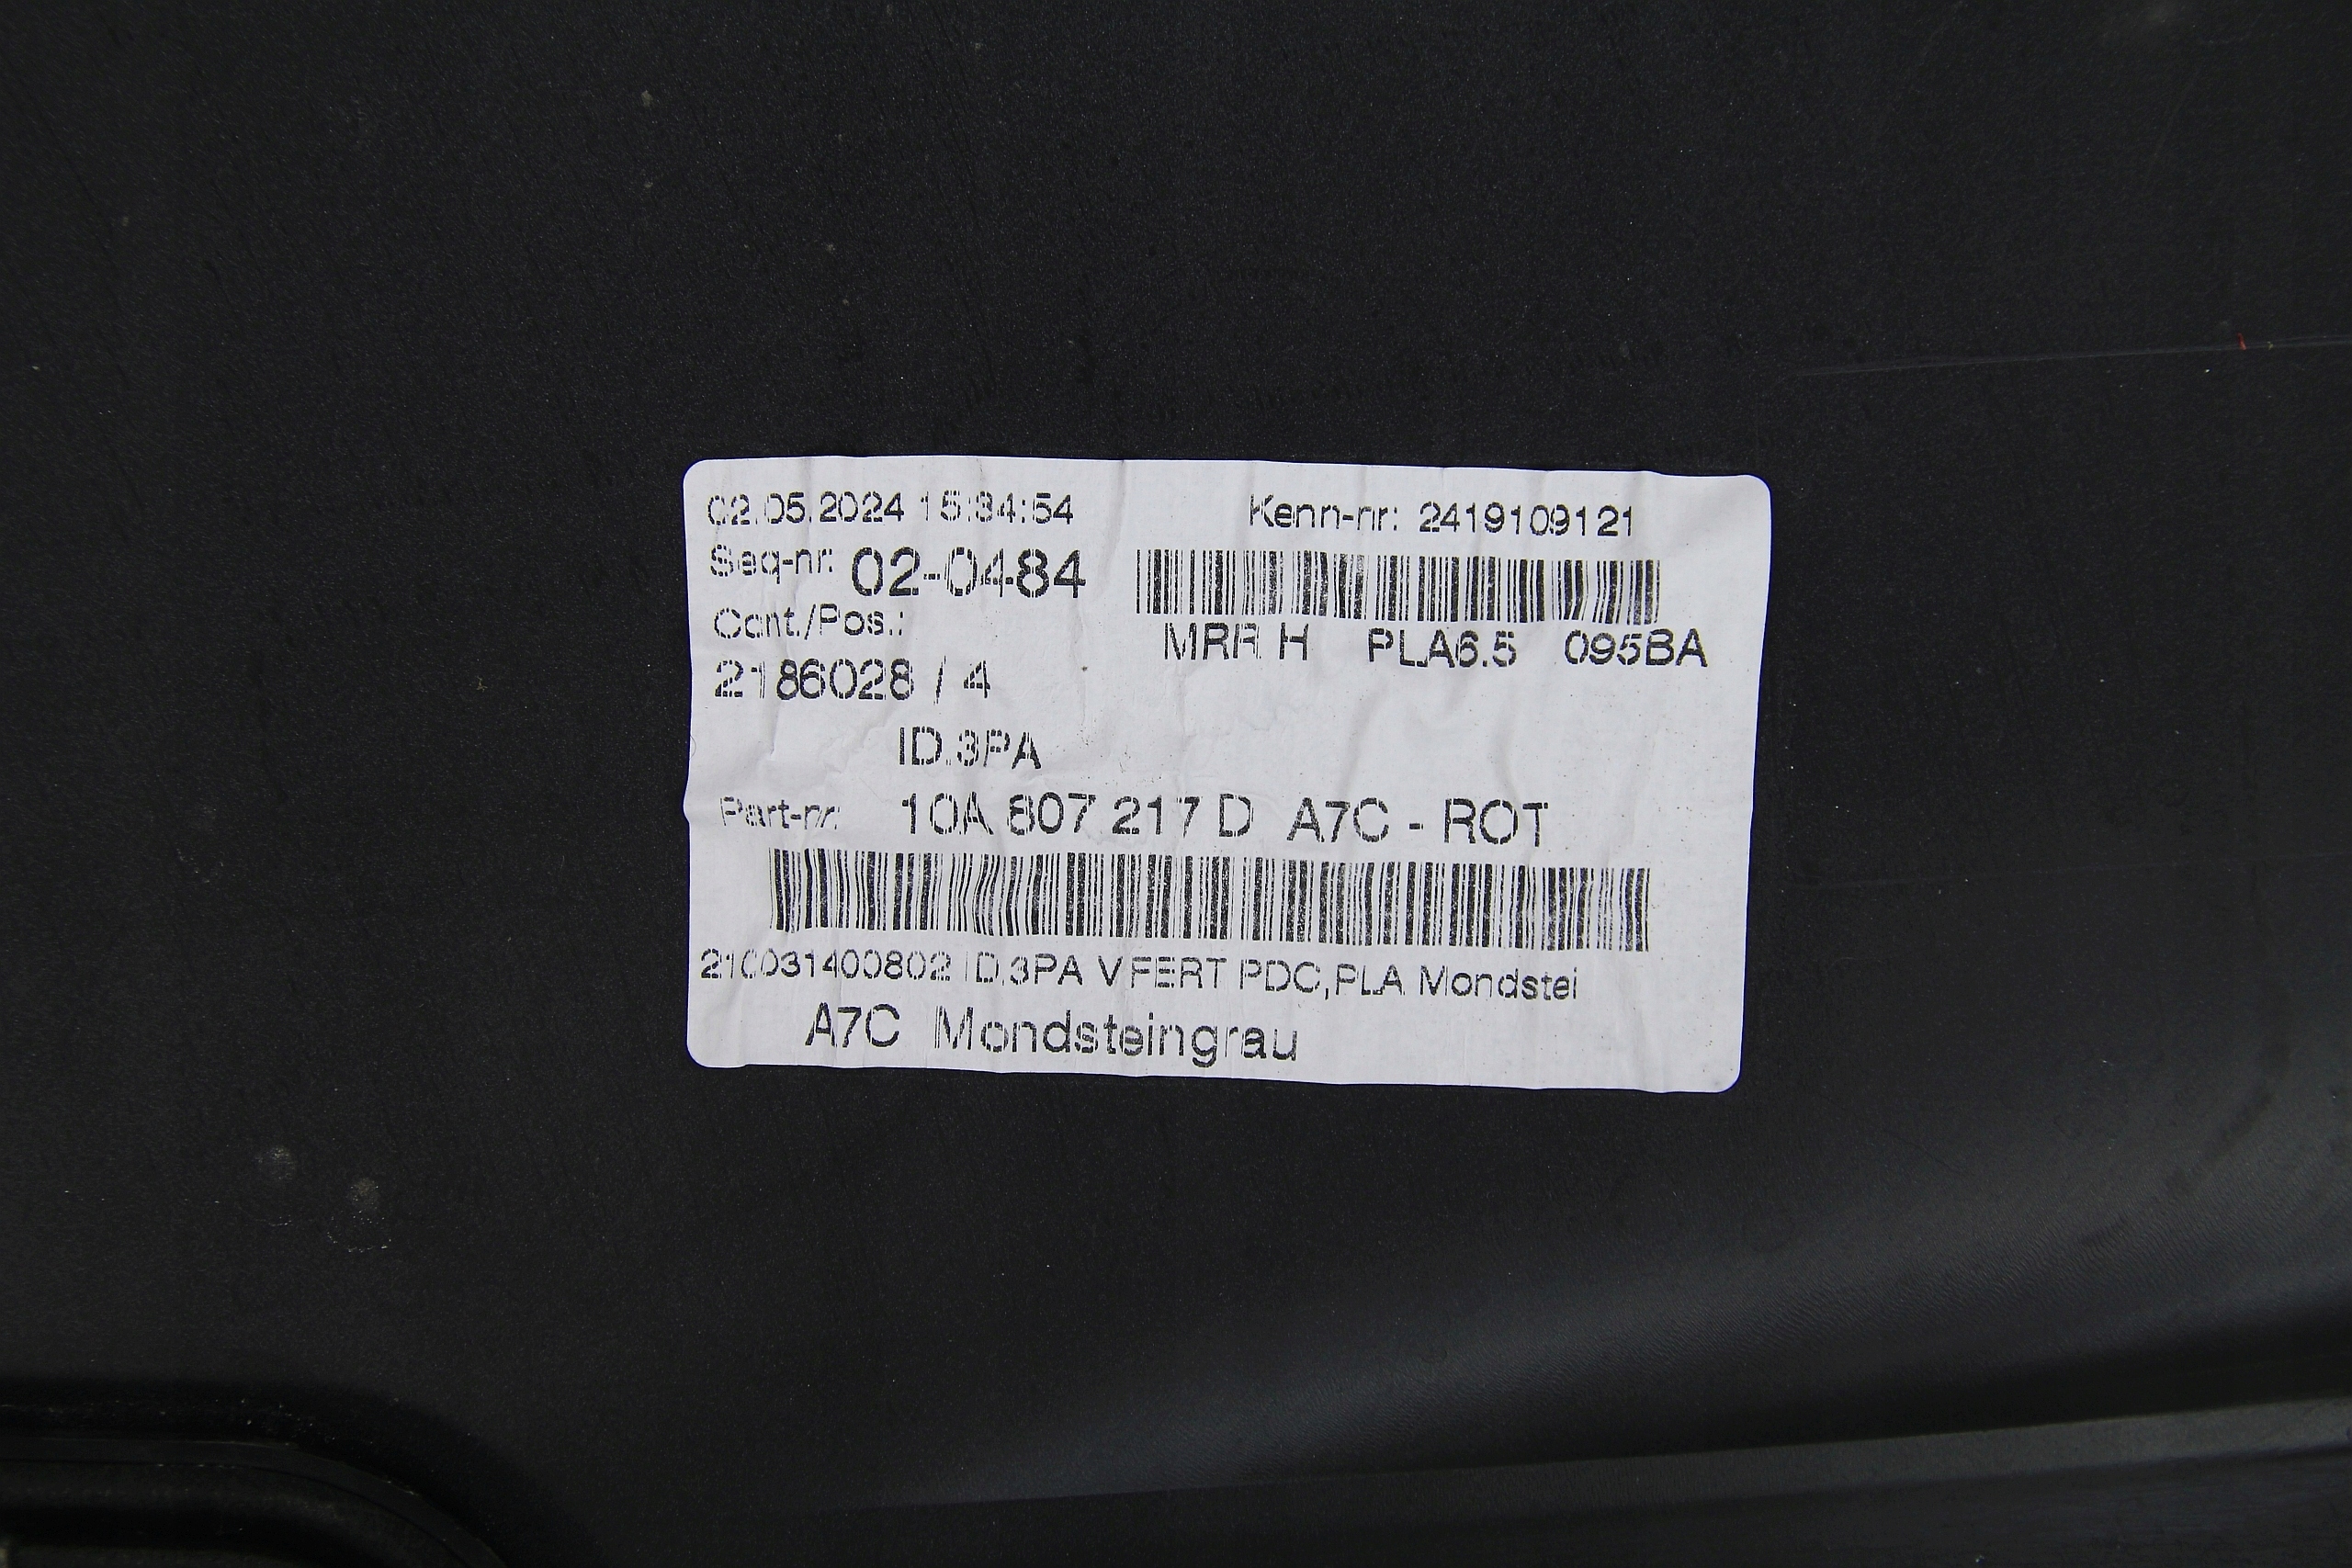 02.05.2024 15:34:54 Kenn-nr: 2419109121
Seq-nr. 02-0484
Cont./Pos.:
MRR H PLA6.5 095BA
2186028 / 4
ID.3PA
Part-nr: 10A 807 217 D A7C - ROT
210031400802 ID.3PA VFERT PDC,PLA Mondstei
A7C Mondsteingrau